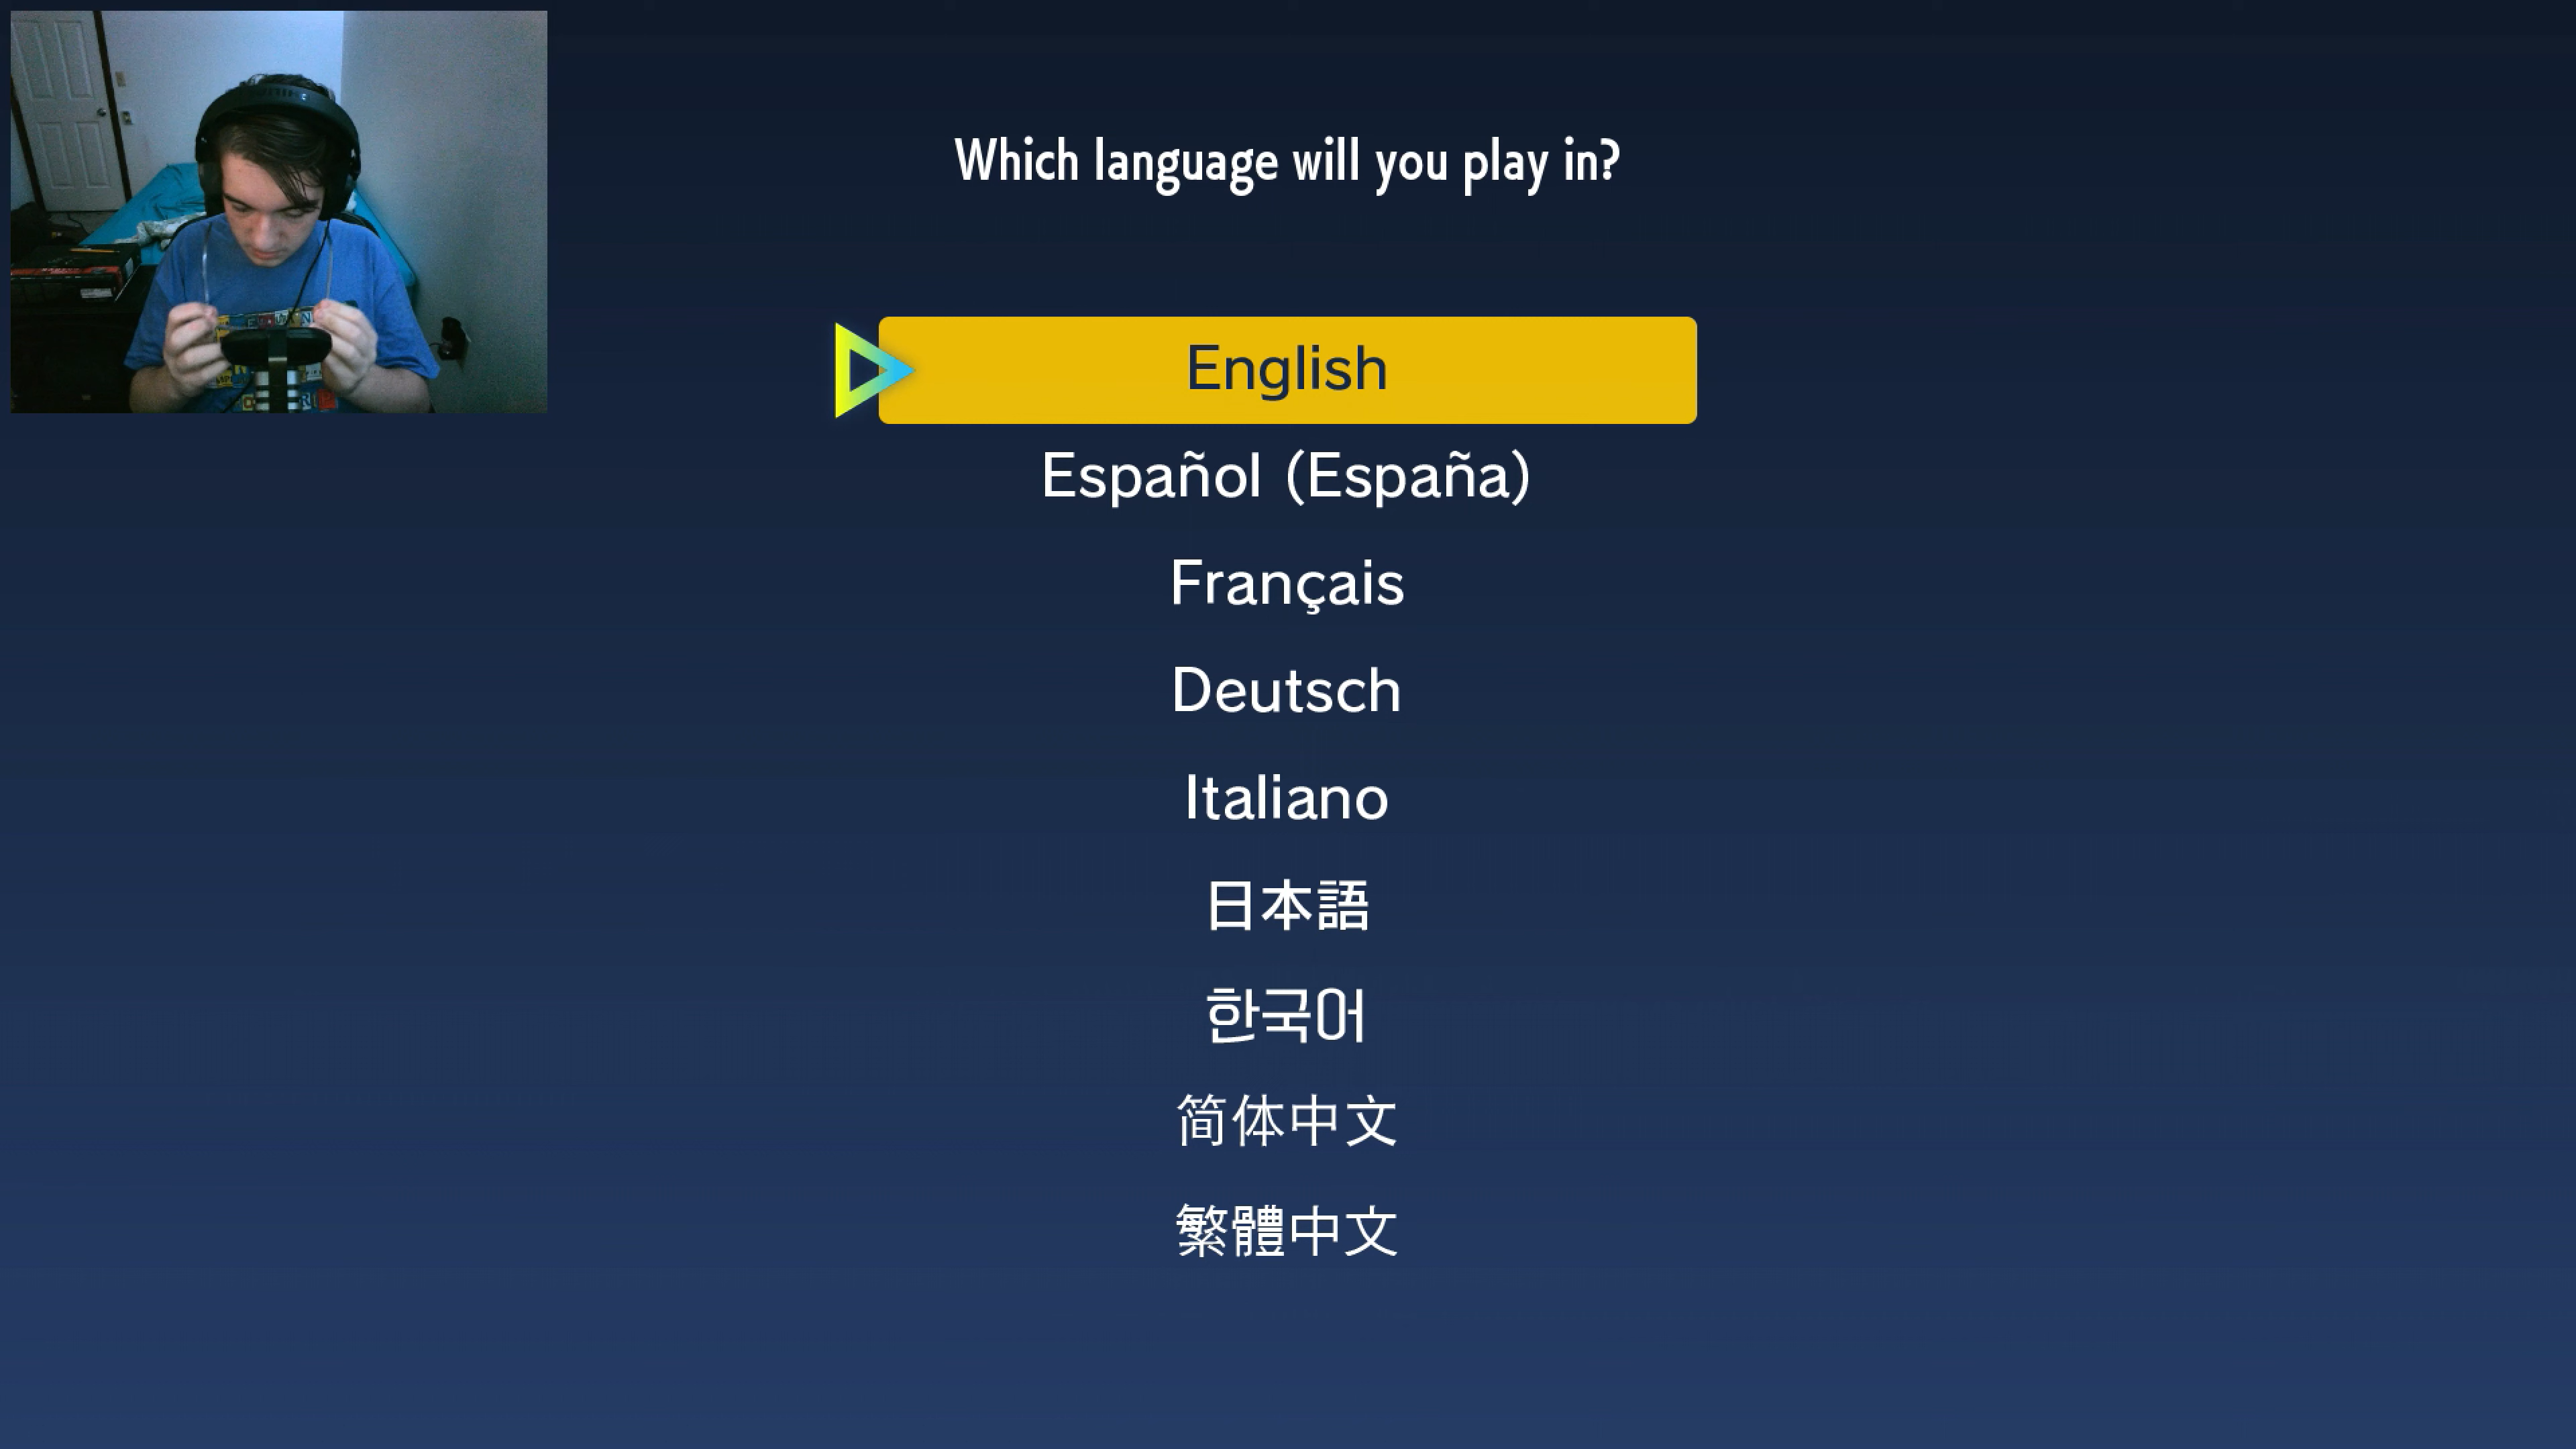 Which language will you play in?
English
Español (España)
Français
Deutsch
Italiano
日本語
한국어
简体中文
繁體中文